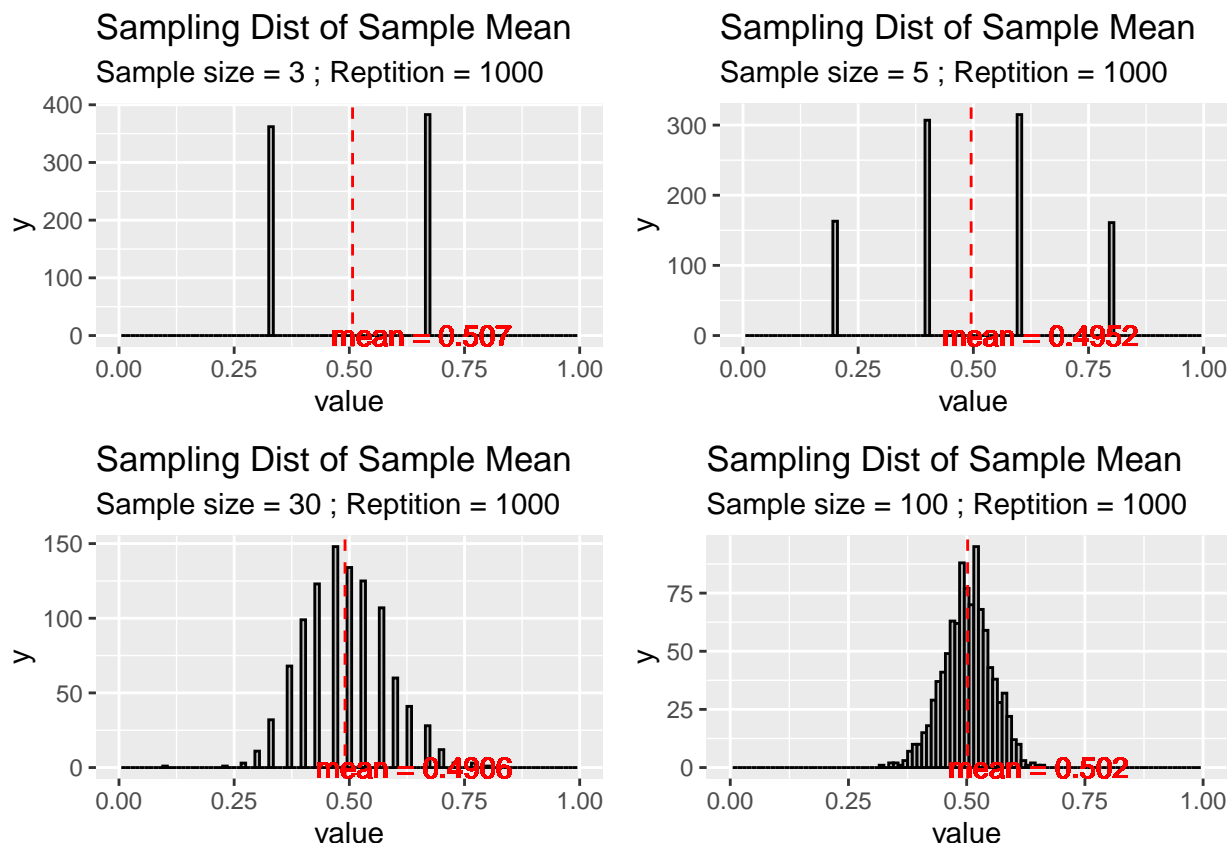 Sampling Dist of Sample Mean
Sample size = 3 ; Reptition = 1000
400
300
200
100
0
y
mean = 0.507
0.00 0.25 0.50 0.75 1.00
value
Sampling Dist of Sample Mean
Sample size = 5 ; Reptition = 1000
300
200
100
0
y
mean = 0.4952
0.00 0.25 0.50 0.75 1.00
value
Sampling Dist of Sample Mean
Sample size = 30 ; Reptition = 1000
150
100
50
0
y
mean = 0.4906
0.00 0.25 0.50 0.75 1.00
value
Sampling Dist of Sample Mean
Sample size = 100 ; Reptition = 1000
75
50
25
0
y
mean = 0.502
0.00 0.25 0.50 0.75 1.00
value